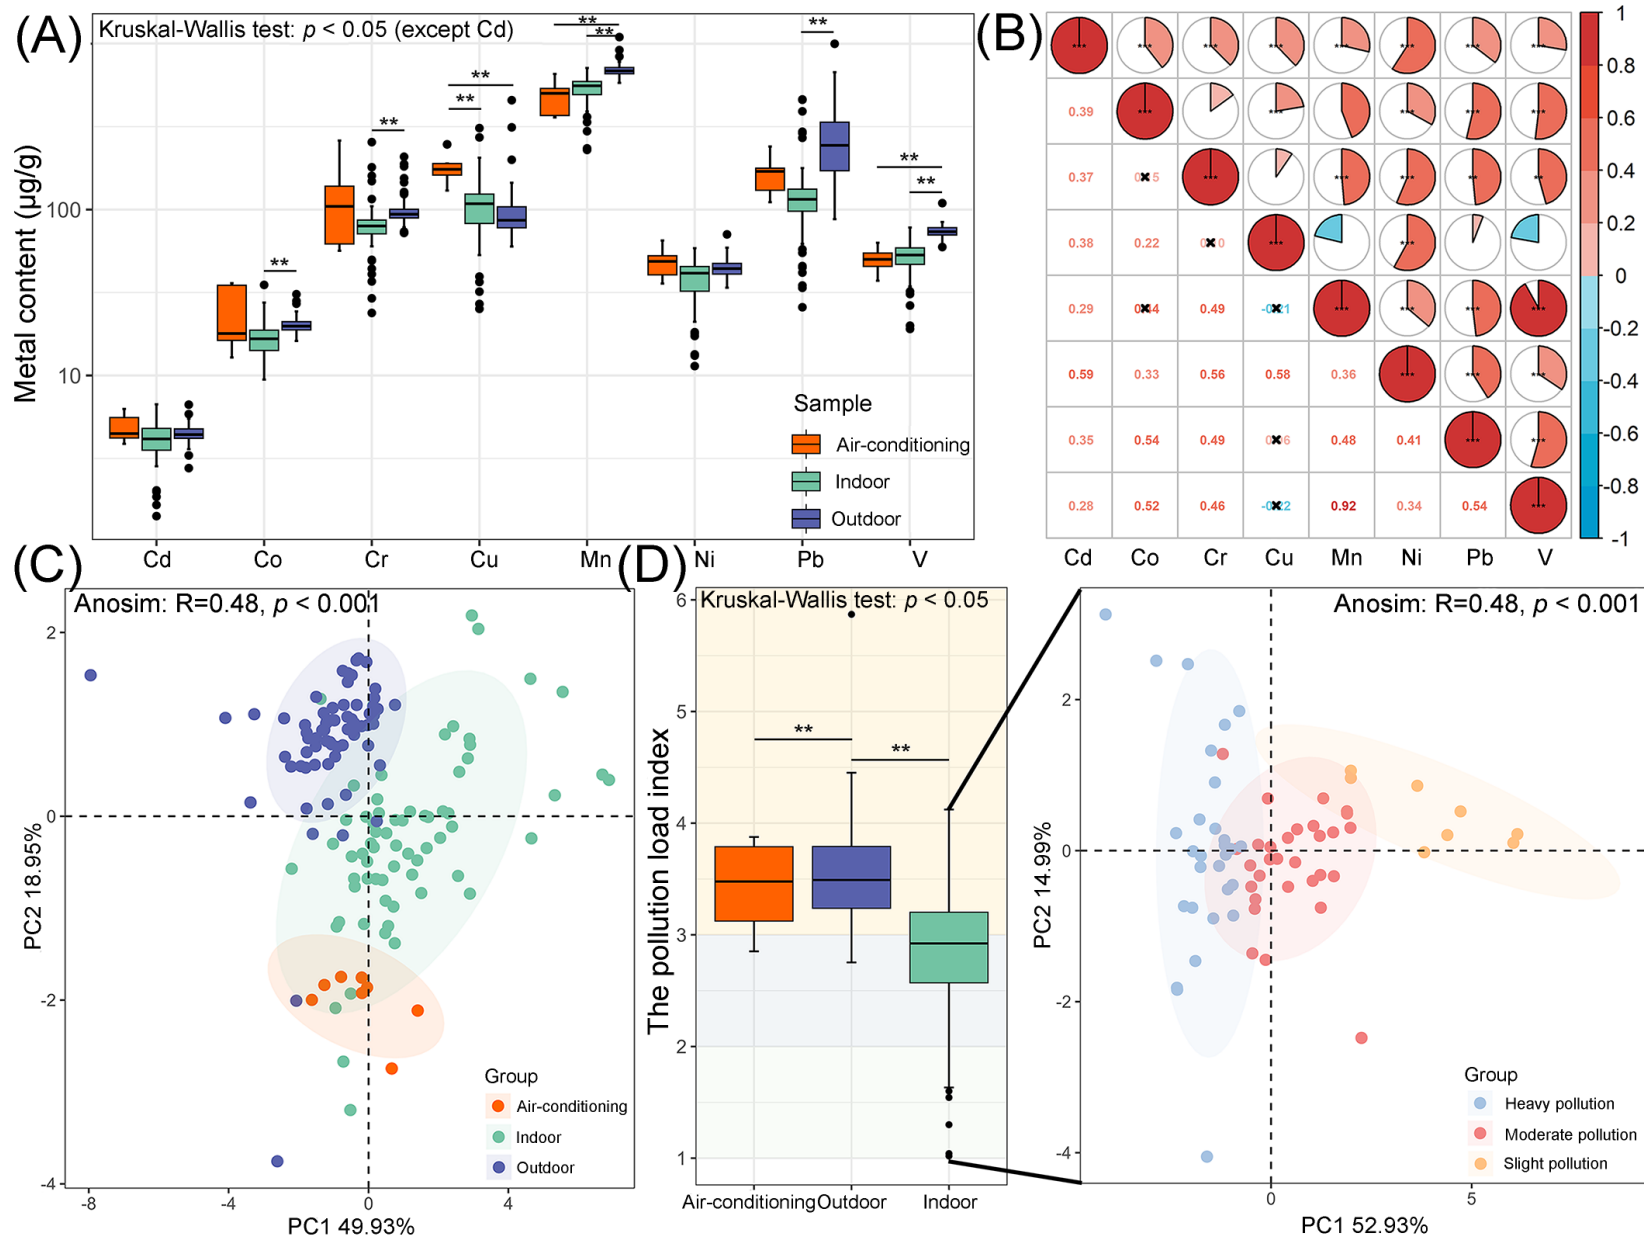 (A)
Kruskal-Wallis test: p < 0.05 (except Cd)
Metal content (µg/g)
100
10
** ** ** ** ** ** ** ** ** **
Sample
Air-conditioning
Indoor
Outdoor
Cd Co Cr Cu Mn Ni Pb V
(B)
*** *** *** *** *** *** *** ***
0.39 *** *** *** *** ***
0.37 *** *** *** ** **
0.38 0.22 *** ***
0.29 0.49 *** *** *** ***
0.59 0.33 0.56 0.58 0.36 *** *** ***
0.35 0.54 0.49 0.48 0.41 *** ***
0.28 0.52 0.46 0.92 0.34 0.54 ***
Cd Co Cr Cu Mn Ni Pb V
1
0.8
0.6
0.4
0.2
0
-0.2
-0.4
-0.6
-0.8
-1
(C)
Anosim: R=0.48, p < 0.001
PC2 18.95%
2
0
-2
-4
Group
Air-conditioning
Indoor
Outdoor
-8 -4 0 4
PC1 49.93%
(D)
Kruskal-Wallis test: p < 0.05
The pollution load index
6
5
4
3
2
1
** **
Air-conditioning Outdoor Indoor
Anosim: R=0.48, p < 0.001
PC2 14.99%
2
0
-2
-4
Group
Heavy pollution
Moderate pollution
Slight pollution
0 5
PC1 52.93%